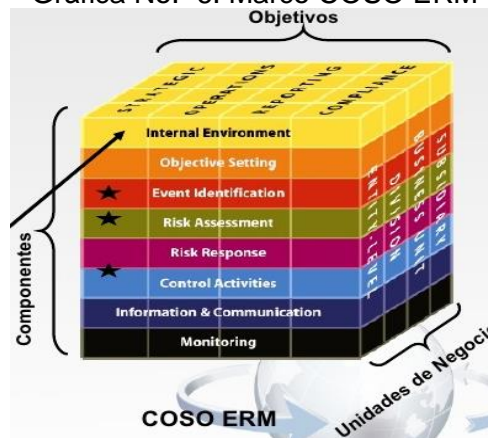 Gráfica No. 6. Marco COSO ERM
Objetivos
STRATEGIC
OPERATIONS
REPORTING
COMPLIANCE
Internal Environment
Objective Setting
Event Identification
Risk Assessment
Risk Response
Control Activities
Information & Communication
Monitoring
ENTITY-LEVEL
DIVISION
BUSINESS UNIT
SUBSIDIARY
Componentes
Unidades de Negocio
COSO ERM